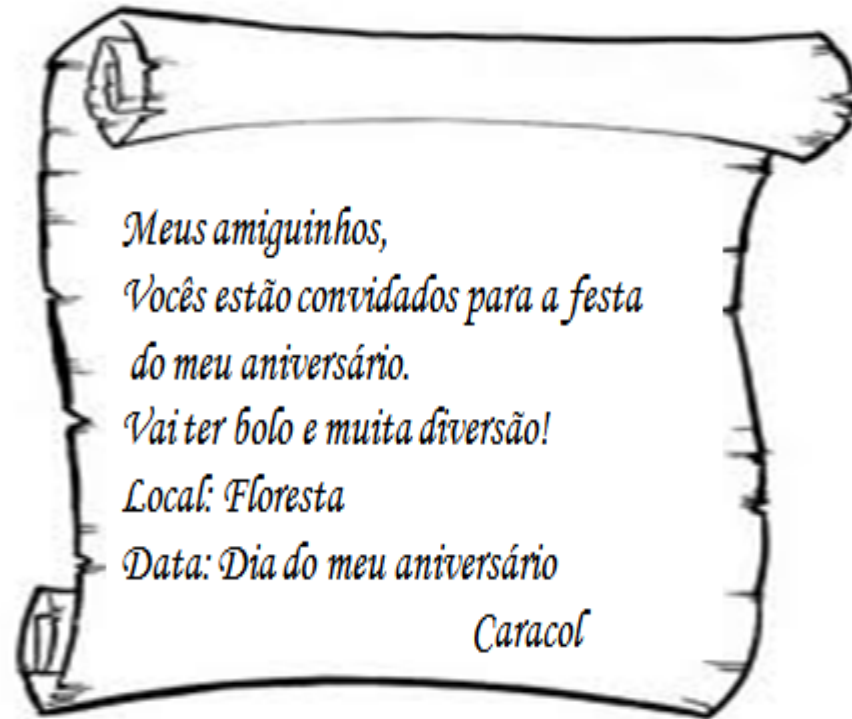 Meus amiguinhos,
Vocês estão convidados para a festa
do meu aniversário.
Vai ter bolo e muita diversão!
Local: Floresta
Data: Dia do meu aniversário
Caracol